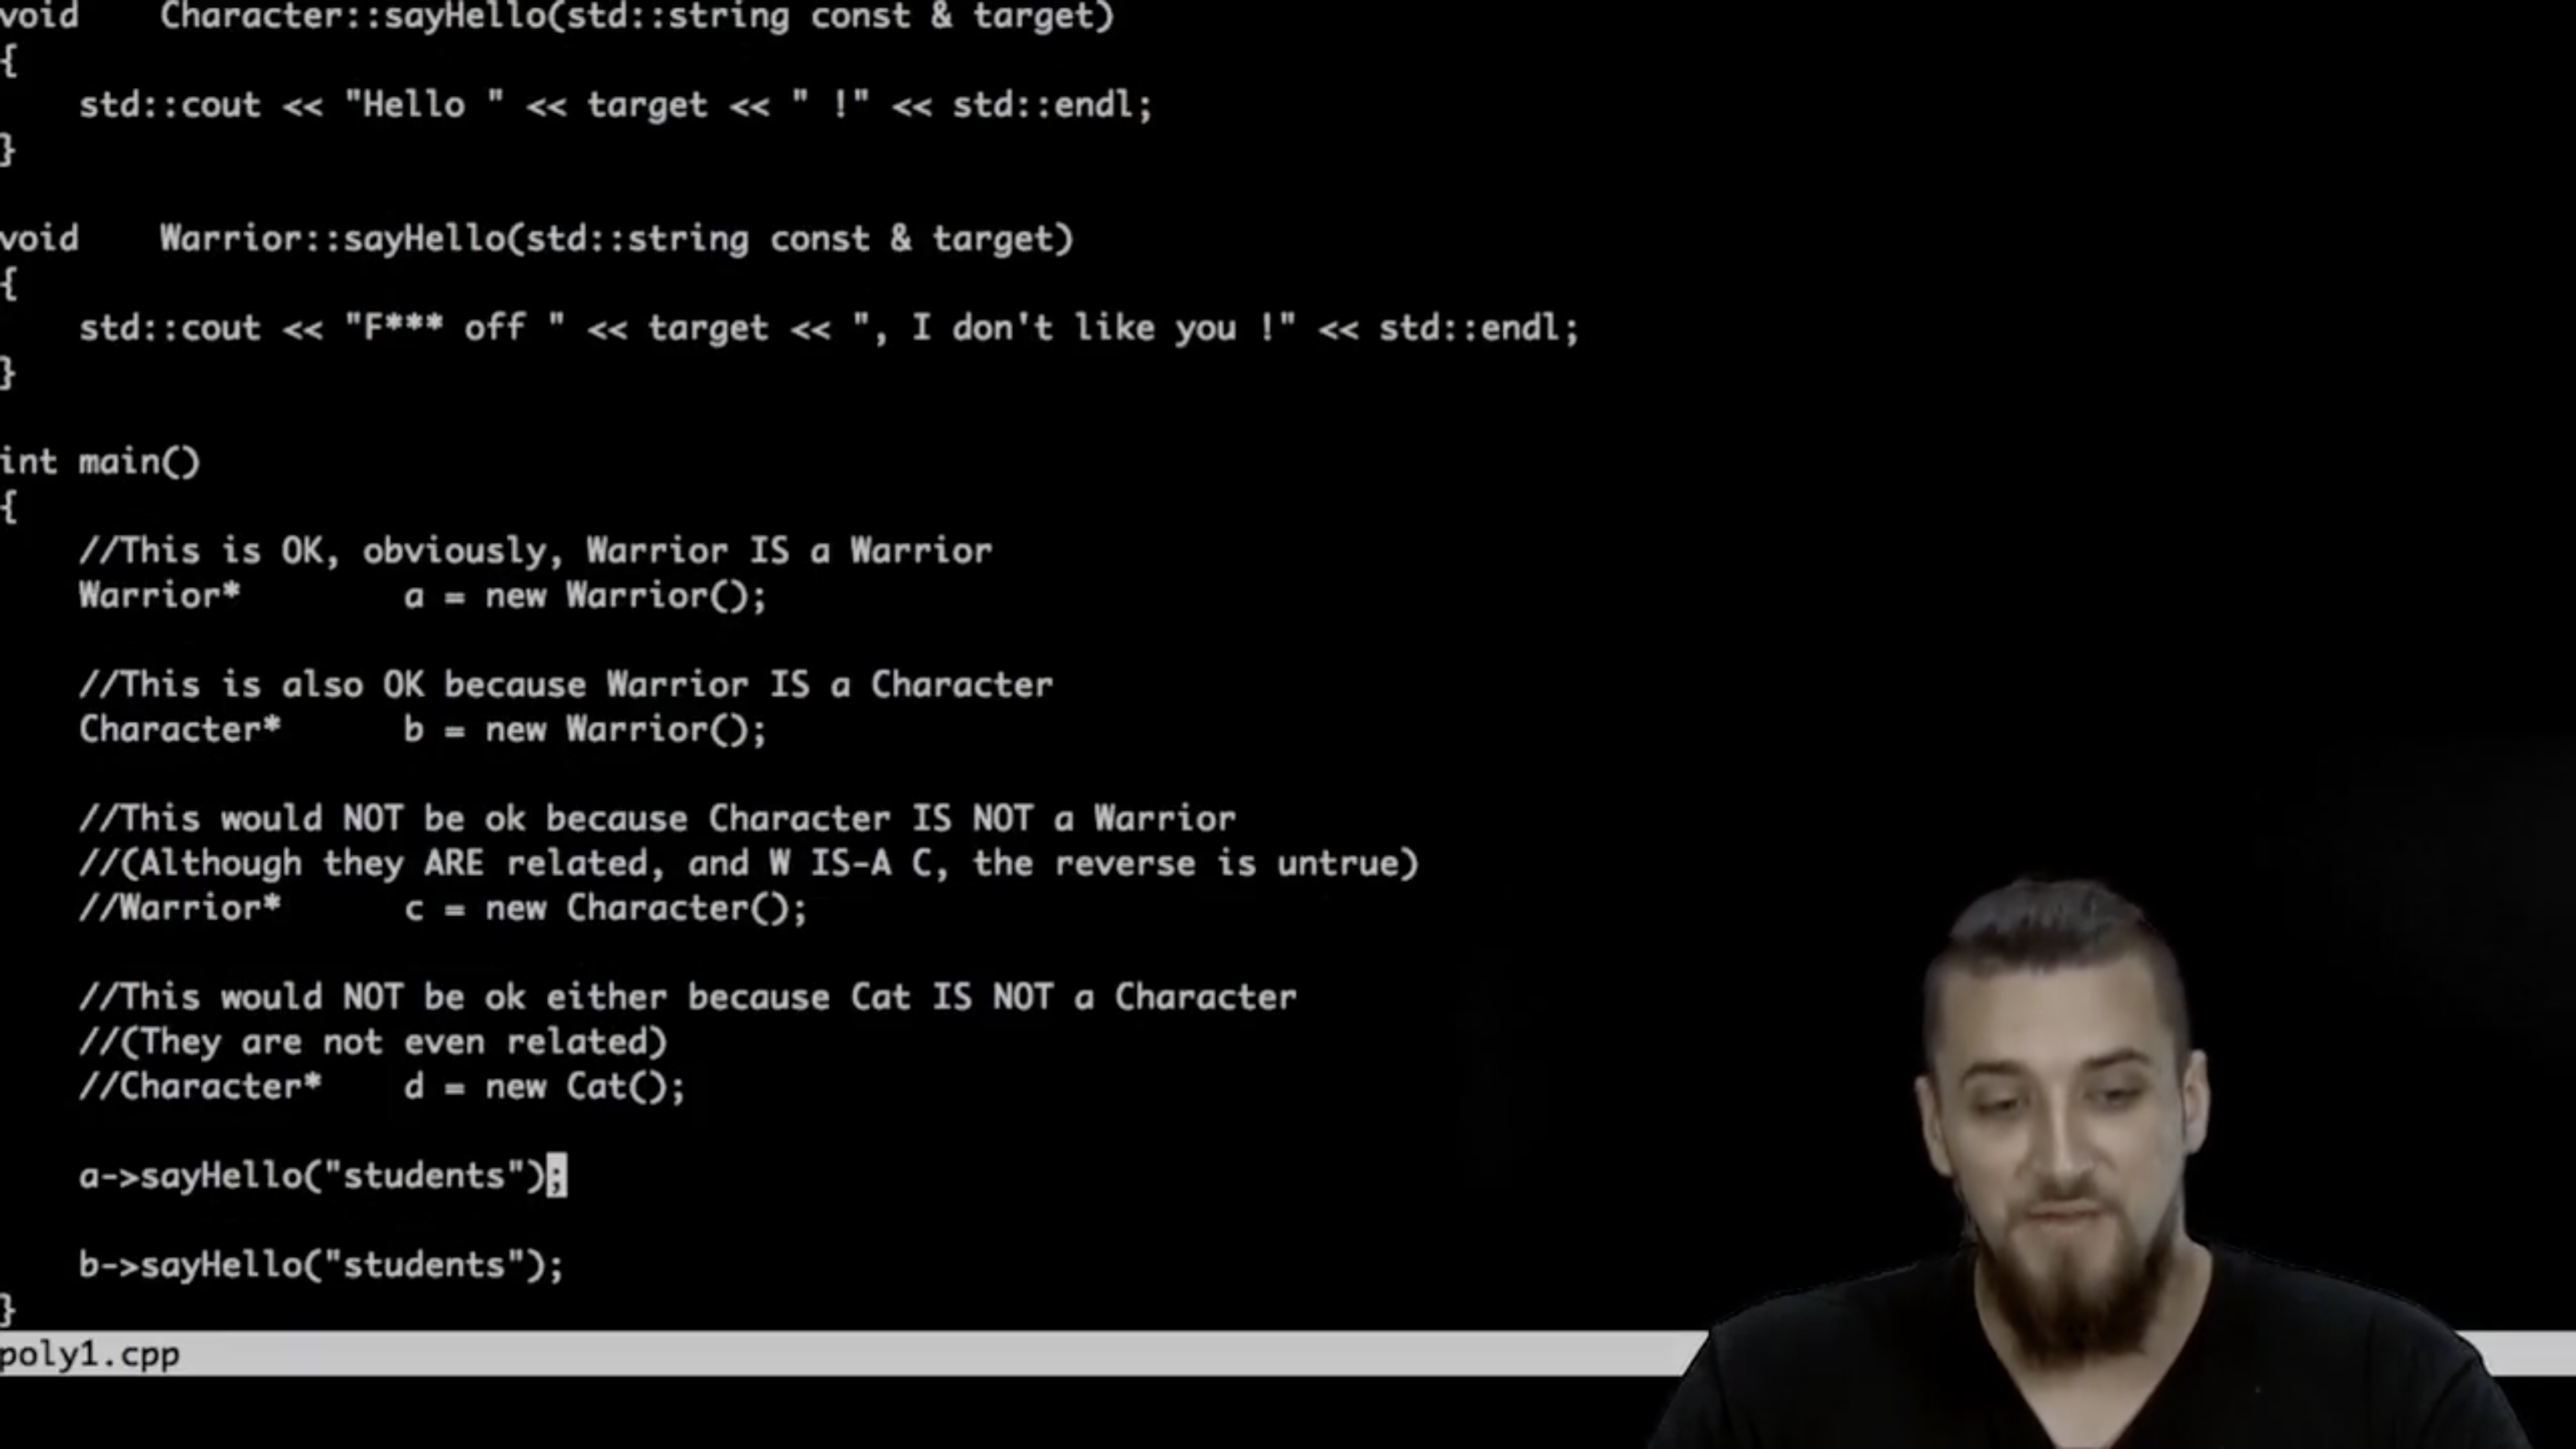 void    Character::sayHello(std::string const & target)
{
    std::cout << "Hello " << target << " !" << std::endl;
}
void    Warrior::sayHello(std::string const & target)
{
    std::cout << "F*** off " << target << ", I don't like you !" << std::endl;
}
int main()
{
    //This is OK, obviously, Warrior IS a Warrior
    Warrior*        a = new Warrior();
    //This is also OK because Warrior IS a Character
    Character*      b = new Warrior();
    //This would NOT be ok because Character IS NOT a Warrior
    //(Although they ARE related, and W IS-A C, the reverse is untrue)
    //Warrior*      c = new Character();
    //This would NOT be ok either because Cat IS NOT a Character
    //(They are not even related)
    //Character*    d = new Cat();
    a->sayHello("students");
    b->sayHello("students");
}
poly1.cpp